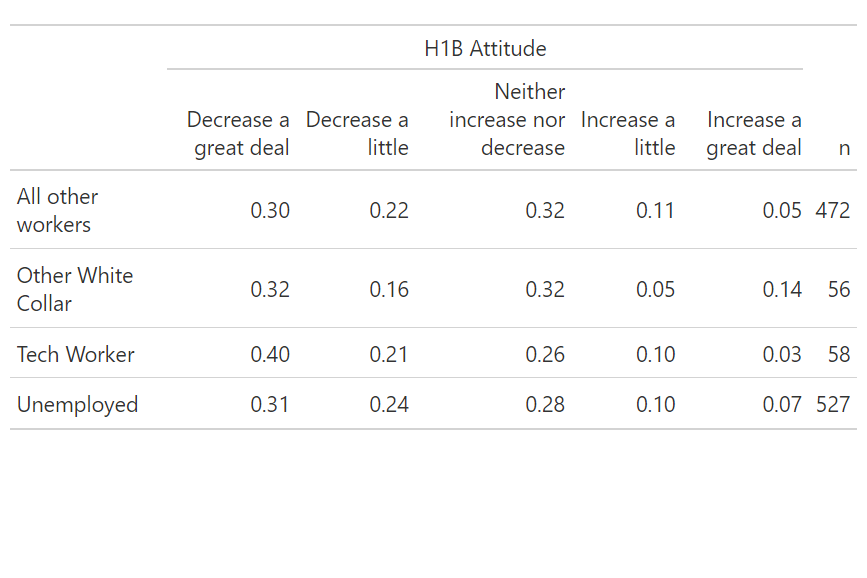 H1B Attitude
Neither
Decrease a Decrease a increase nor Increase a Increase a
great deal little decrease little great deal n
All other
workers
0.30 0.22 0.32 0.11 0.05 472
Other White
Collar
0.32 0.16 0.32 0.05 0.14 56
Tech Worker 0.40 0.21 0.26 0.10 0.03 58
Unemployed 0.31 0.24 0.28 0.10 0.07 527